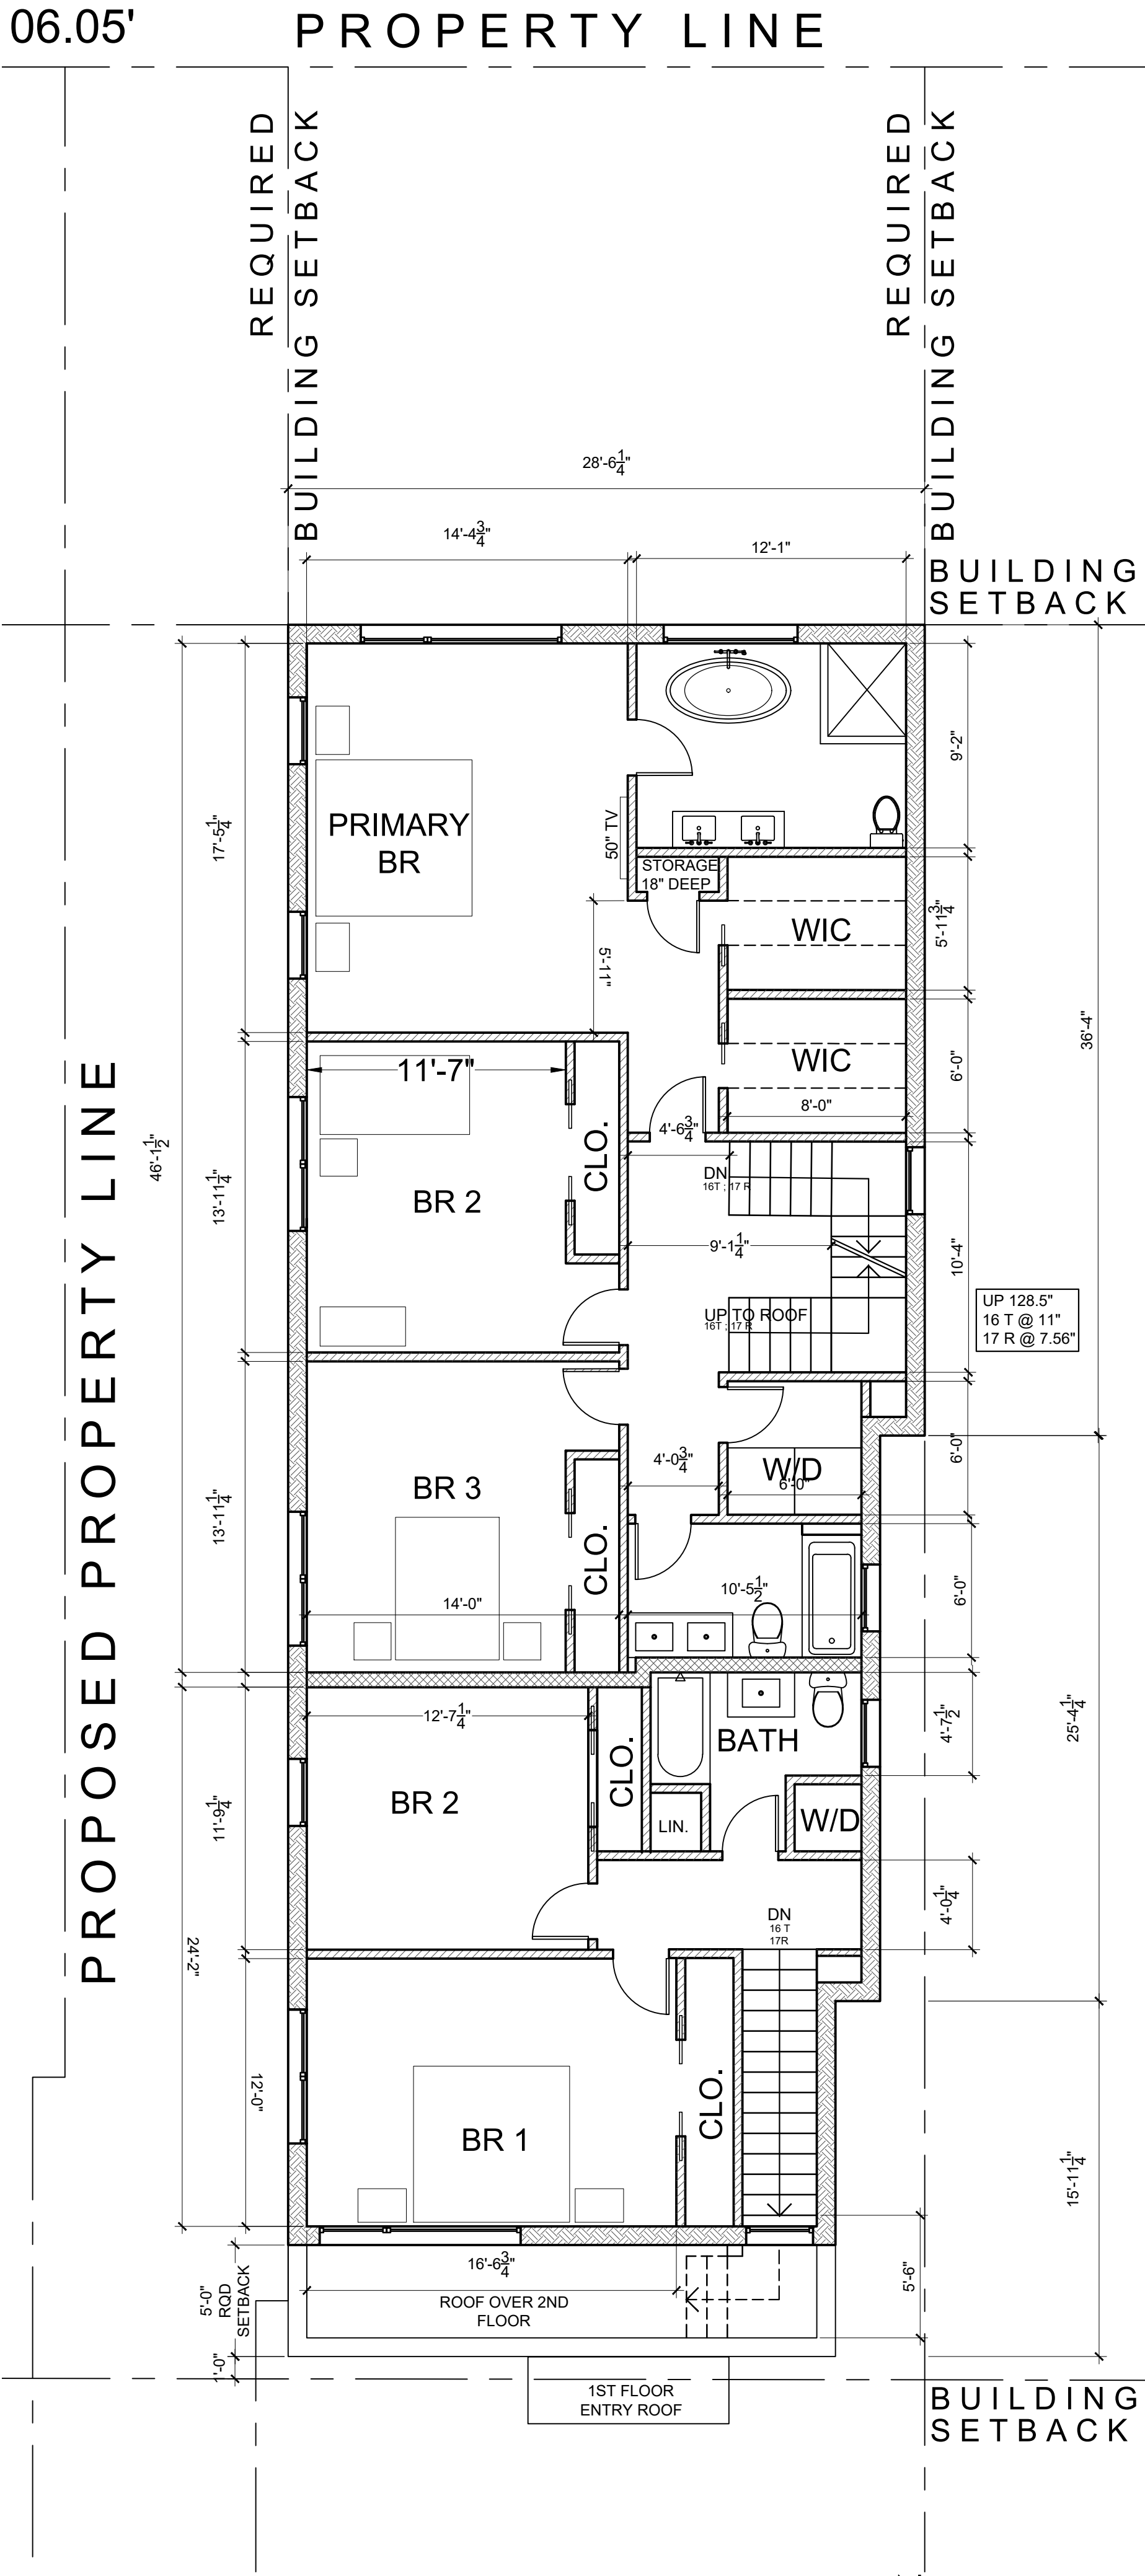 06.05'
PROPERTY LINE
REQUIRED
BUILDING SETBACK
REQUIRED
BUILDING SETBACK
28'-6 1/4"
14'-4 3/4"
12'-1"
BUILDING
SETBACK
PROPOSED PROPERTY LINE
46'-1 1/2"
17'-5 1/4"
PRIMARY
BR
50" TV
STORAGE
18" DEEP
WIC
9'-2"
5'-11 3/4"
5'-11"
WIC
6'-0"
8'-0"
36'-4"
11'-7"
CLO.
BR 2
13'-11 1/4"
4'-6 3/4"
DN
16T ; 17 R
9'-1 1/4"
10'-4"
UP TO ROOF
16T ; 17 R
UP 128.5"
16 T @ 11"
17 R @ 7.56"
BR 3
13'-11 1/4"
CLO.
14'-0"
4'-0 3/4"
W/D
6'-0"
6'-0"
10'-5 1/2"
6'-0"
12'-7 1/4"
BR 2
11'-9 1/4"
CLO.
BATH
4'-7 1/2"
25'-4 1/4"
LIN.
W/D
24'-2"
DN
16 T
17R
4'-0 1/4"
12'-0"
BR 1
CLO.
15'-11 1/4"
16'-6 3/4"
5'-6"
ROOF OVER 2ND
FLOOR
5'-0"
RQD
SETBACK
1'-0"
1ST FLOOR
ENTRY ROOF
BUILDING
SETBACK